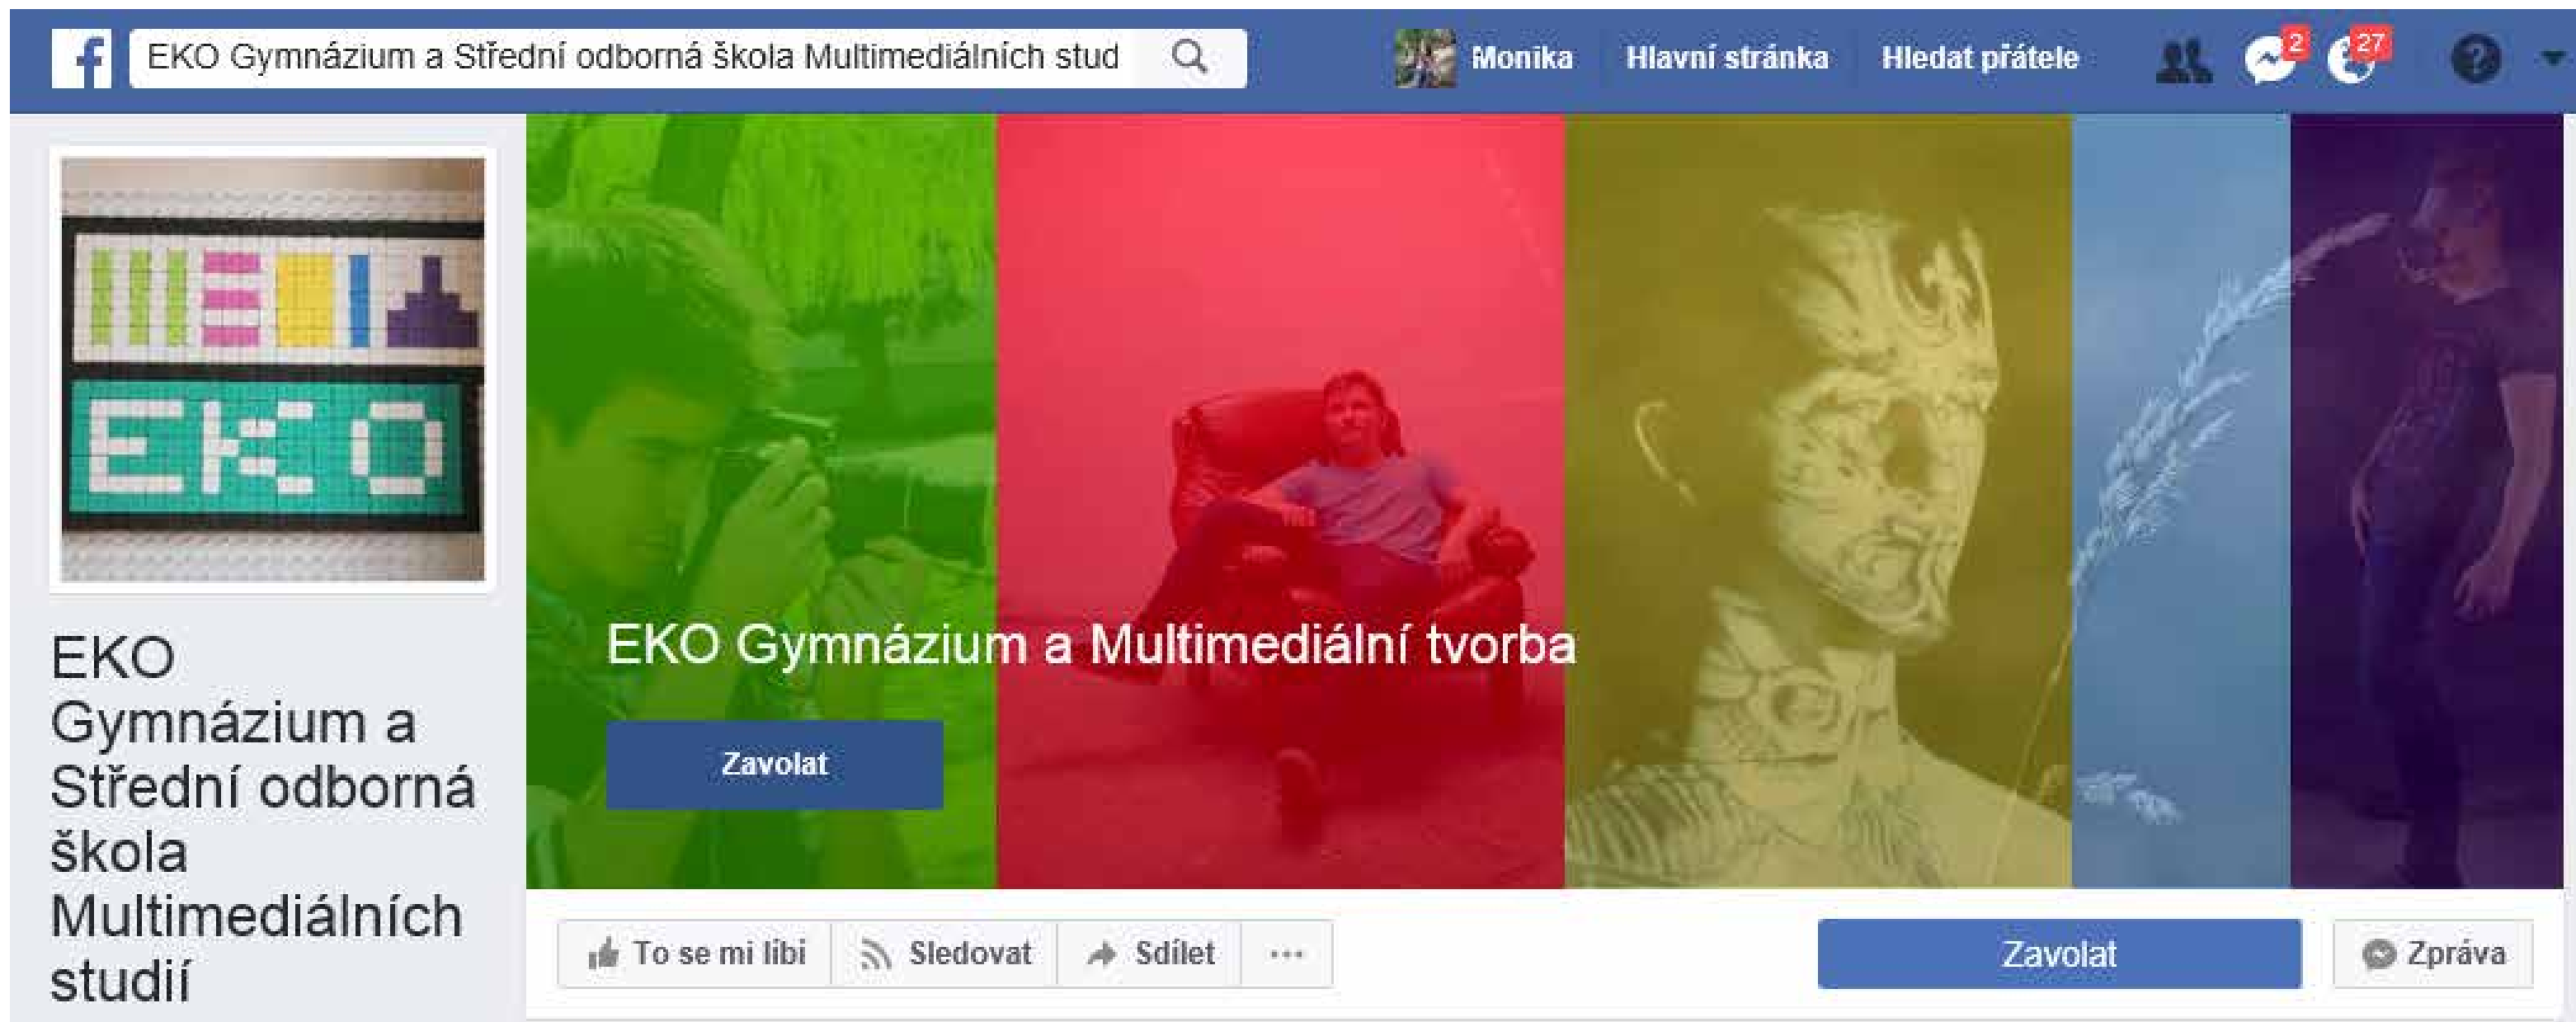 f
EKO Gymnázium a Střední odborná škola Multimediálních stud
Monika
Hlavní stránka
Hledat přátele
2
27
?
MEDIA
EKO
EKO
Gymnázium a
Střední odborná
škola
Multimediálních
studií
EKO Gymnázium a Multimediální tvorba
Zavolat
To se mi líbí
Sledovat
Sdílet
...
Zavolat
Zpráva